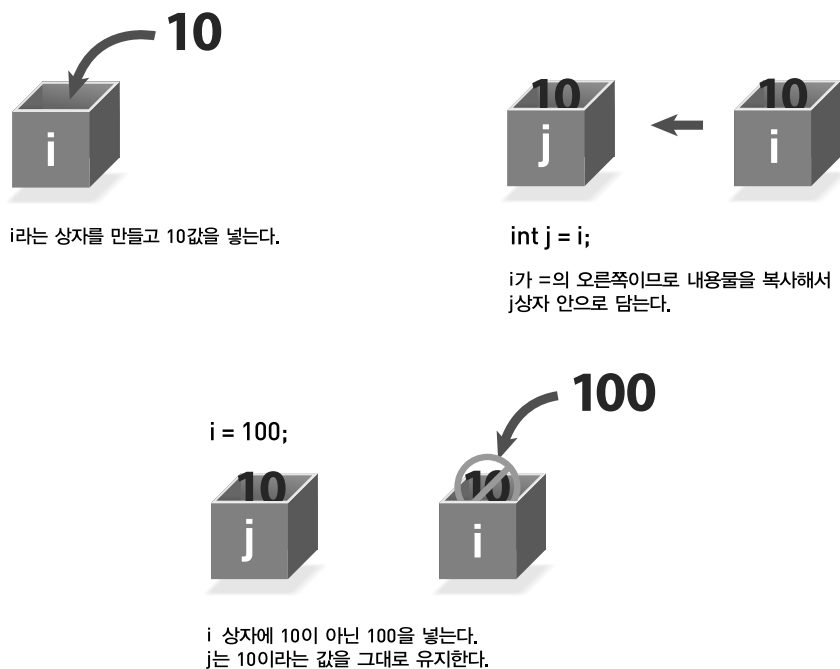 10
i
i라는 상자를 만들고 10값을 넣는다.
10
j
10
i
int j = i;
i가 =의 오른쪽이므로 내용물을 복사해서
j상자 안으로 담는다.
i = 100;
100
10
j
10
i
i 상자에 10이 아닌 100을 넣는다.
j는 10이라는 값을 그대로 유지한다.